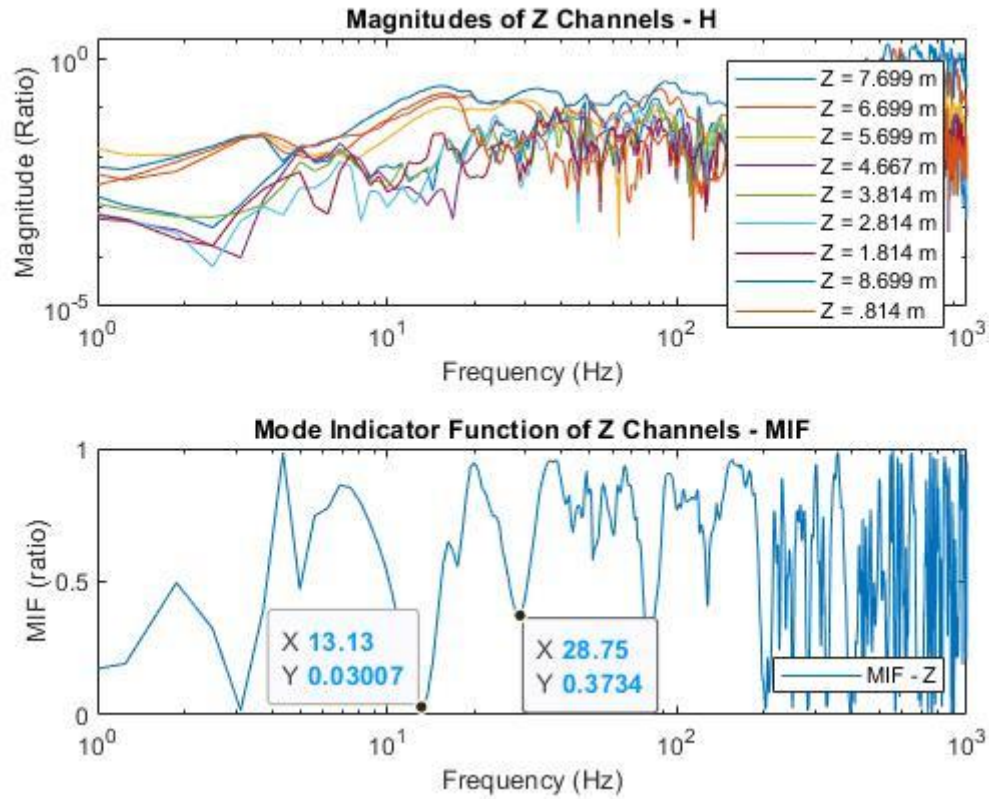 Magnitudes of Z Channels - H
Magnitude (Ratio)
10^0
10^-5
Z = 7.699 m
Z = 6.699 m
Z = 5.699 m
Z = 4.667 m
Z = 3.814 m
Z = 2.814 m
Z = 1.814 m
Z = 8.699 m
Z = .814 m
10^0 10^1 10^2 10^3
Frequency (Hz)
Mode Indicator Function of Z Channels - MIF
MIF (ratio)
1
0.5
0
X 13.13
Y 0.03007
X 28.75
Y 0.3734
MIF - Z
10^0 10^1 10^2 10^3
Frequency (Hz)